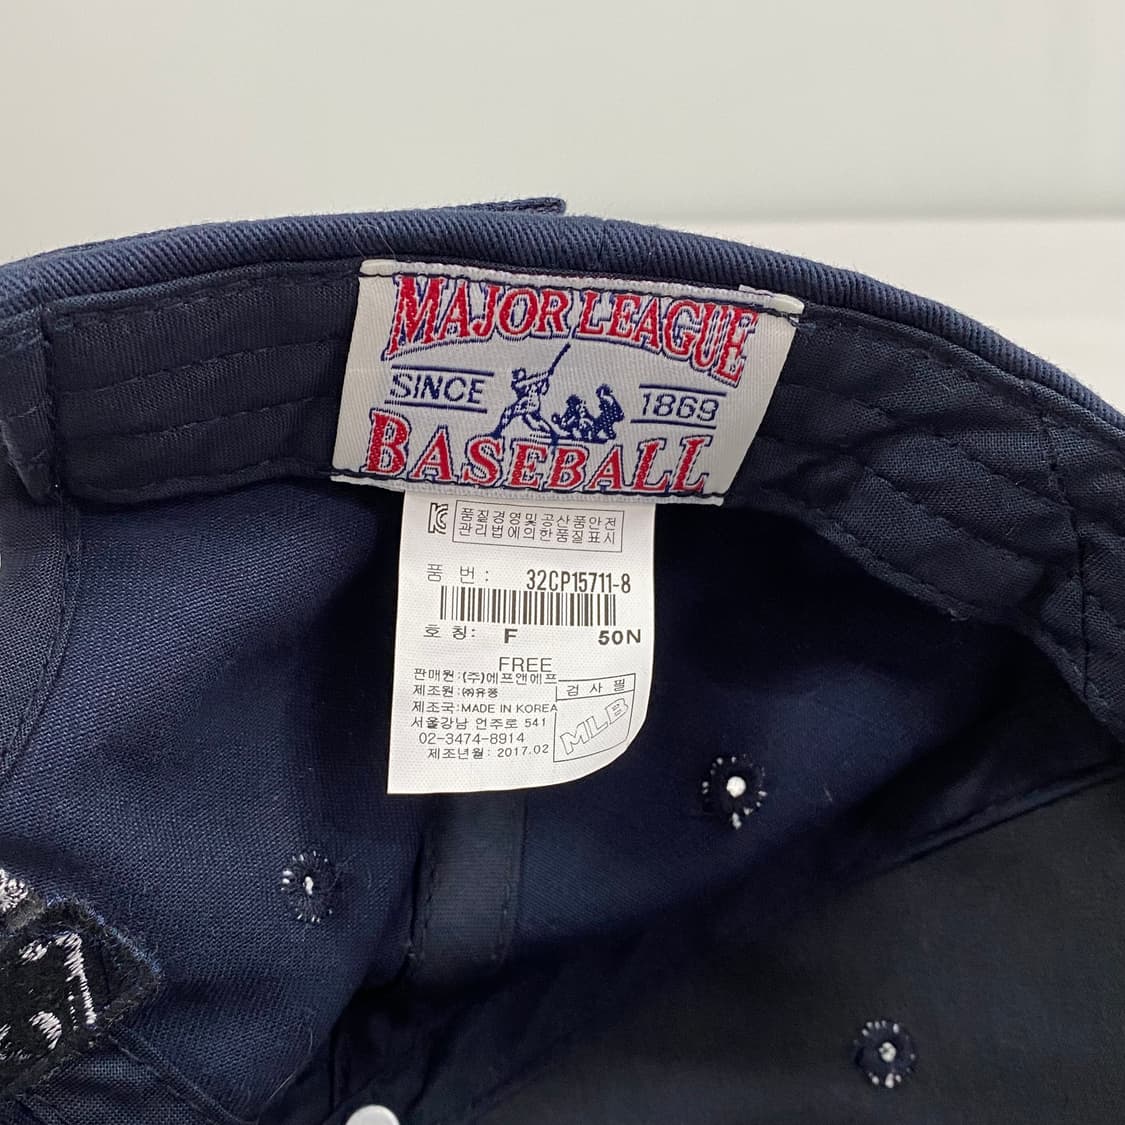 MAJOR LEAGUE
SINCE 1869
BASEBALL
품질경영및공산품안전
관리법에의한품질표시
품 번: 32CP15711-8
호 칭: F 50N
FREE
판매원:(주)에프앤에프
제조원:㈜유풍
검 사 필
제조국:MADE IN KOREA
MLB
서울강남 언주로 541
02-3474-8914
제조년월: 2017.02